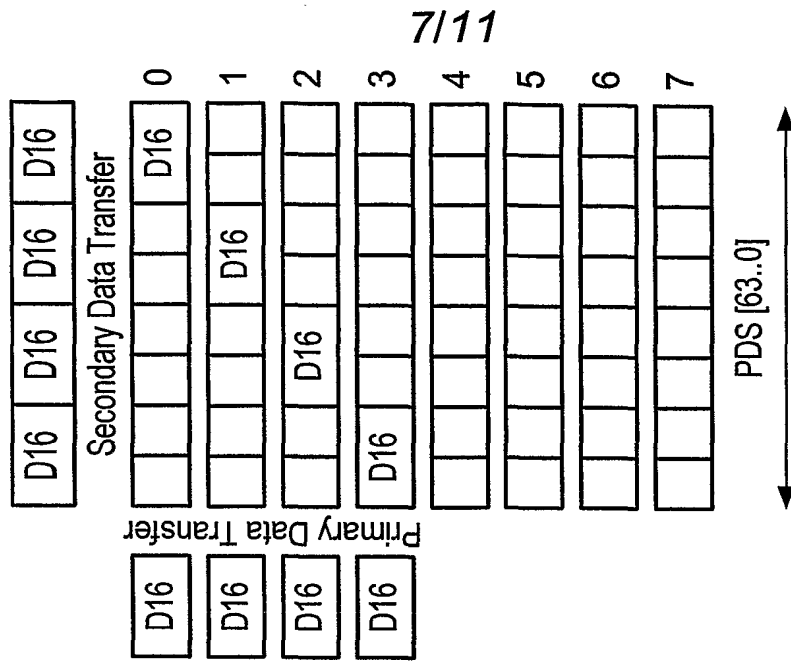 7/11
D16 D16 D16 D16
Secondary Data Transfer
D16 0
1
D16
2
D16
3
D16
4
5
6
7
PDS [63..0]
Primary Data Transfer
D16
D16
D16
D16